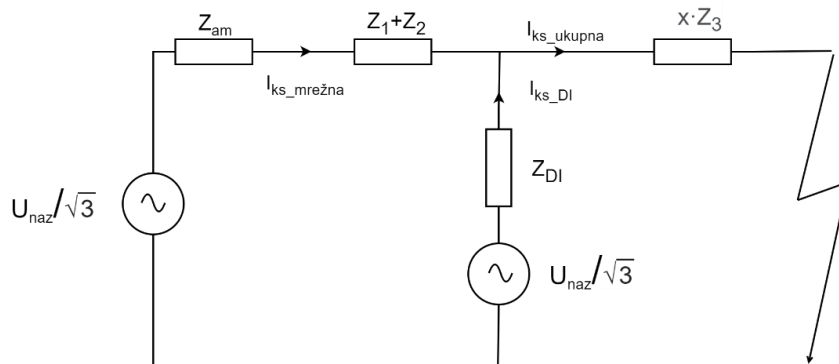 Z_am
Z_1+Z_2
I_ks_ukupna
x·Z_3
I_ks_mrežna
I_ks_DI
Z_DI
U_naz/√3
U_naz/√3